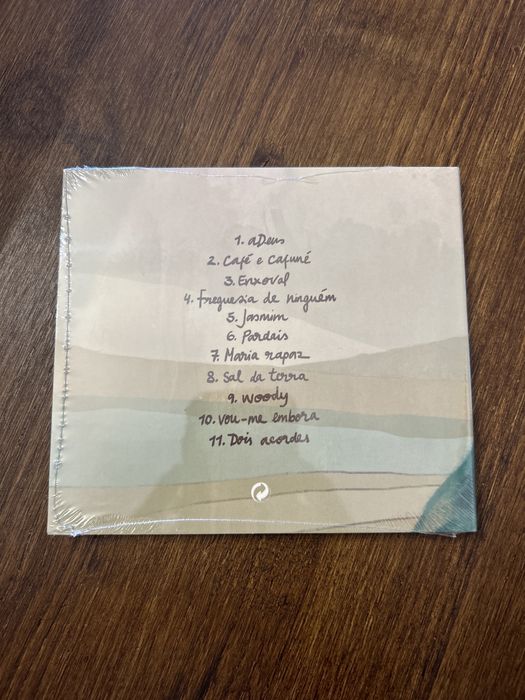 1. aDeus
2. Café e Cafuné
3. Enxoval
4. Freguesia de ninguém
5. Jasmim
6. Pardais
7. Maria rapaz
8. Sal da terra
9. Woody
10. Vou-me embora
11. Dois acordes